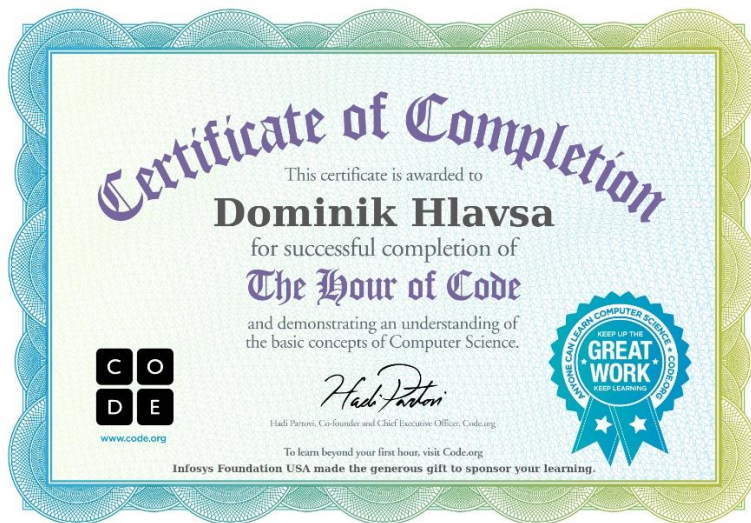 Certificate of Completion
This certificate is awarded to
Dominik Hlavsa
for successful completion of
The Hour of Code
and demonstrating an understanding of
the basic concepts of Computer Science.
C O
D E
www.code.org
Hadi Partovi
Hadi Partovi, Co-founder and Chief Executive Officer, Code.org
To learn beyond your first hour, visit Code.org
Infosys Foundation USA made the generous gift to sponsor your learning.
ANYONE CAN LEARN COMPUTER SCIENCE • CODE.ORG
KEEP UP THE
GREAT
WORK
KEEP LEARNING